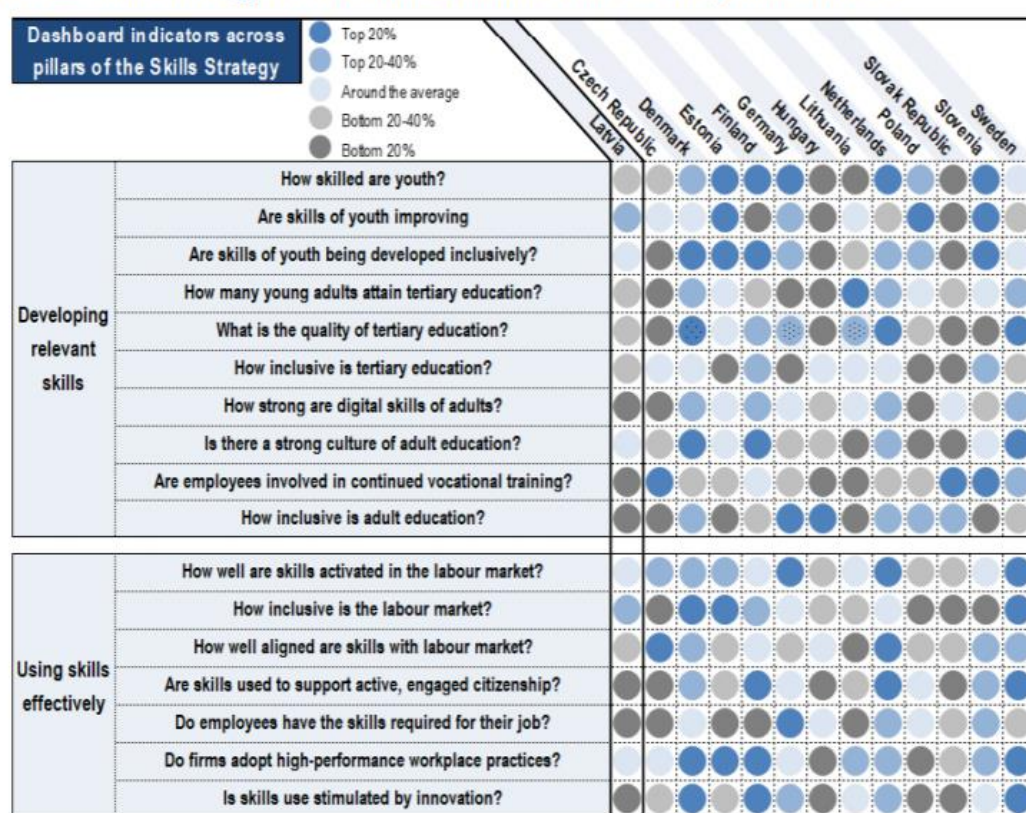 Dashboard indicators across
pillars of the Skills Strategy
Top 20%
Top 20-40%
Around the average
Bottom 20-40%
Bottom 20%
Latvia
Czech Republic
Denmark
Estonia
Finland
Germany
Hungary
Lithuania
Netherlands
Poland
Slovak Republic
Slovenia
Sweden
Developing
relevant
skills
How skilled are youth?
Are skills of youth improving
Are skills of youth being developed inclusively?
How many young adults attain tertiary education?
What is the quality of tertiary education?
How inclusive is tertiary education?
How strong are digital skills of adults?
Is there a strong culture of adult education?
Are employees involved in continued vocational training?
How inclusive is adult education?
Using skills
effectively
How well are skills activated in the labour market?
How inclusive is the labour market?
How well aligned are skills with labour market?
Are skills used to support active, engaged citizenship?
Do employees have the skills required for their job?
Do firms adopt high-performance workplace practices?
Is skills use stimulated by innovation?